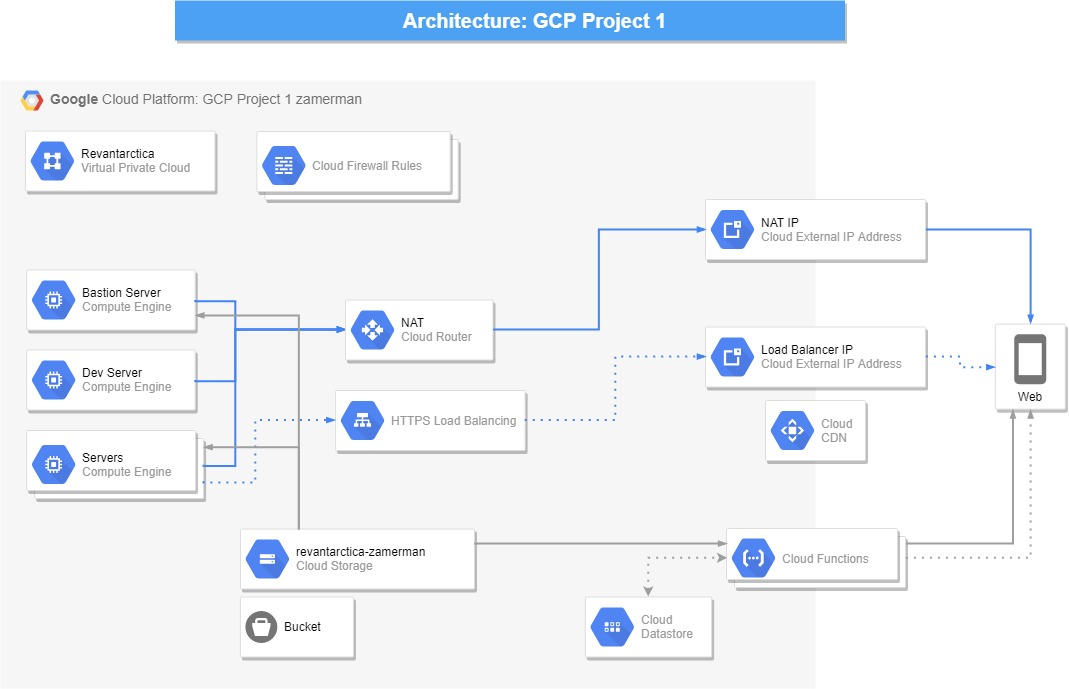 Architecture: GCP Project 1
Google Cloud Platform: GCP Project 1 zamerman
Revantarctica
Virtual Private Cloud
Cloud Firewall Rules
NAT IP
Cloud External IP Address
Bastion Server
Compute Engine
NAT
Cloud Router
Load Balancer IP
Cloud External IP Address
Dev Server
Compute Engine
Web
HTTPS Load Balancing
Cloud
CDN
Servers
Compute Engine
revantarctica-zamerman
Cloud Storage
Cloud Functions
Bucket
Cloud
Datastore